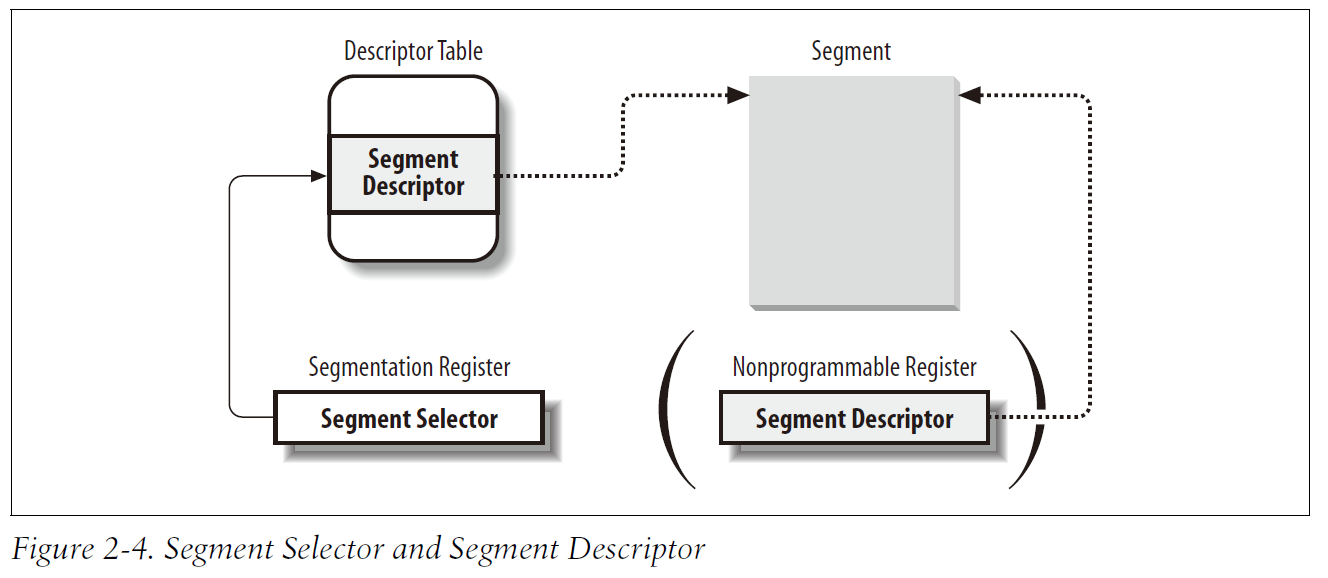 Descriptor Table
Segment
Segment
Descriptor
Segmentation Register
Nonprogrammable Register
Segment Selector
Segment Descriptor
Figure 2-4. Segment Selector and Segment Descriptor